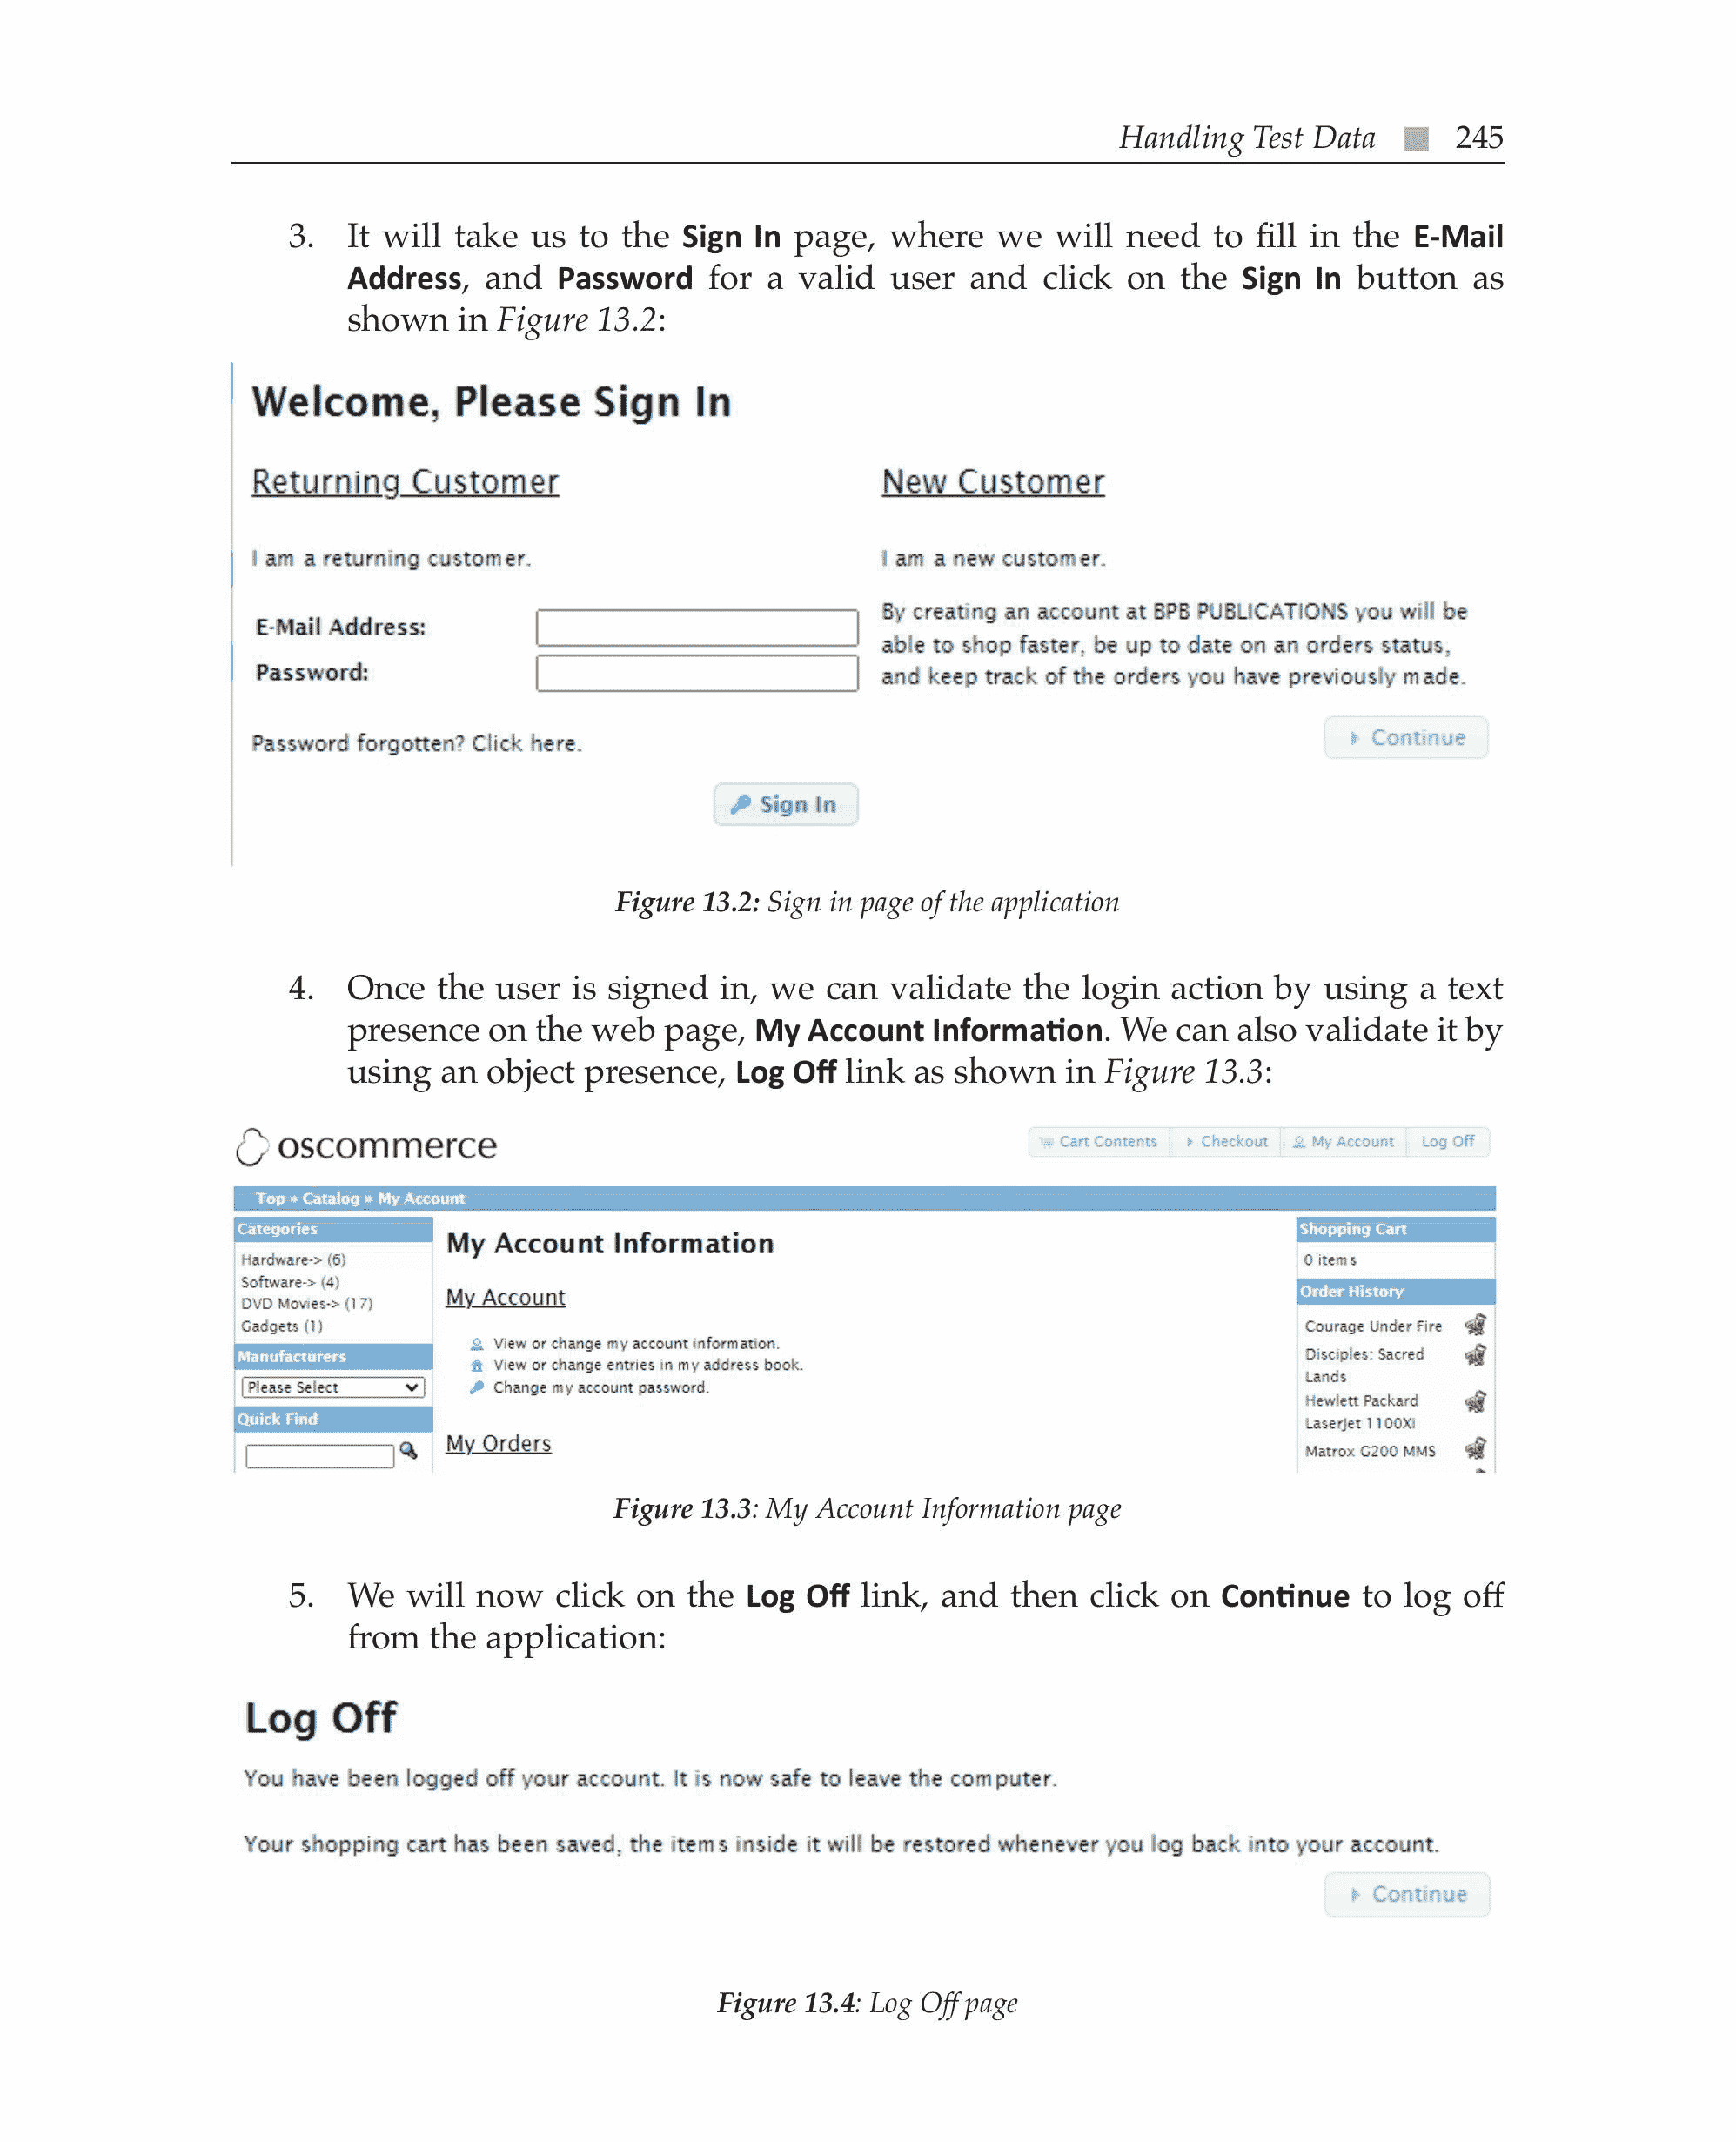 Handling Test Data 245
3. It will take us to the Sign In page, where we will need to fill in the E-Mail
Address, and Password for a valid user and click on the Sign In button as
shown in Figure 13.2:
Welcome, Please Sign In
Returning Customer
I am a returning customer.
E-Mail Address:
Password:
Password forgotten? Click here.
Sign In
New Customer
I am a new customer.
By creating an account at BPB PUBLICATIONS you will be
able to shop faster, be up to date on an orders status,
and keep track of the orders you have previously made.
Continue
Figure 13.2: Sign in page of the application
4. Once the user is signed in, we can validate the login action by using a text
presence on the web page, My Account Information. We can also validate it by
using an object presence, Log Off link as shown in Figure 13.3:
oscommerce
Cart Contents Checkout My Account Log Off
Top » Catalog » My Account
Categories
Hardware-> (6)
Software-> (4)
DVD Movies-> (17)
Gadgets (1)
Manufacturers
Please Select
Quick Find
My Account Information
My Account
View or change my account information.
View or change entries in my address book.
Change my account password.
My Orders
Shopping Cart
0 items
Order History
Courage Under Fire
Disciples: Sacred
Lands
Hewlett Packard
LaserJet 1100Xi
Matrox G200 MMS
Figure 13.3: My Account Information page
5. We will now click on the Log Off link, and then click on Continue to log off
from the application:
Log Off
You have been logged off your account. It is now safe to leave the computer.
Your shopping cart has been saved, the items inside it will be restored whenever you log back into your account.
Continue
Figure 13.4: Log Off page